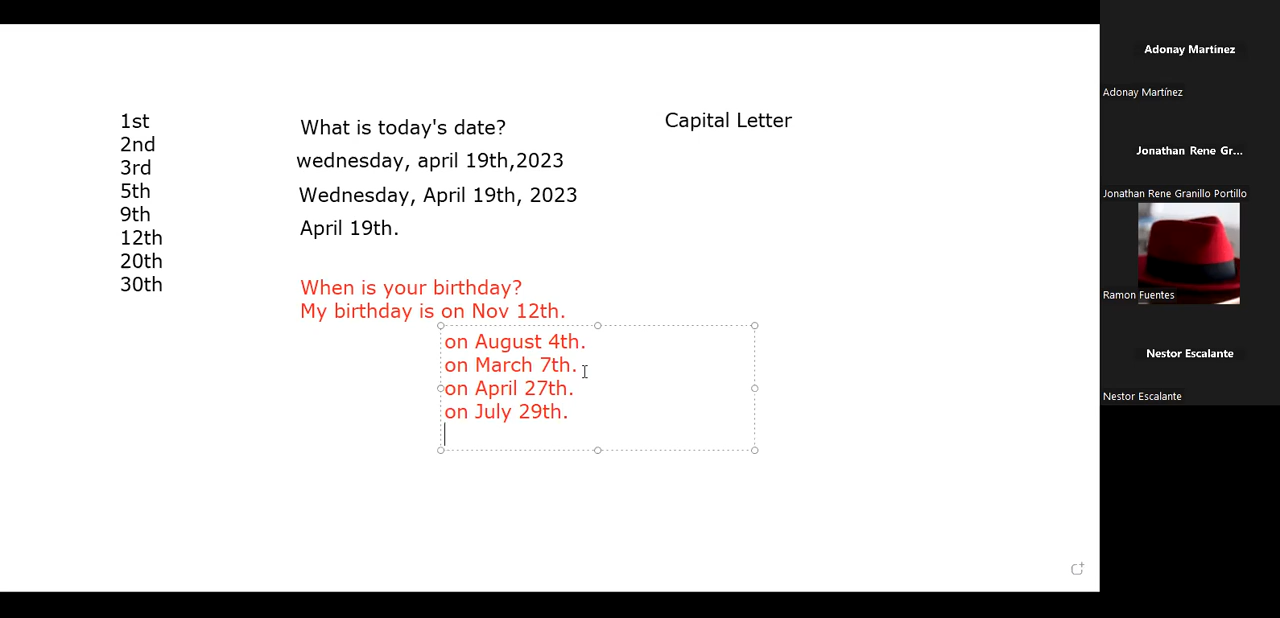 1st
2nd
3rd
5th
9th
12th
20th
30th
What is today's date?
wednesday, april 19th,2023
Wednesday, April 19th, 2023
April 19th.
When is your birthday?
My birthday is on Nov 12th.
on August 4th.
on March 7th.
on April 27th.
on July 29th.
Capital Letter
Adonay Martínez
Adonay Martínez
Jonathan Rene Gr...
Jonathan Rene Granillo Portillo
Ramon Fuentes
Nestor Escalante
Nestor Escalante